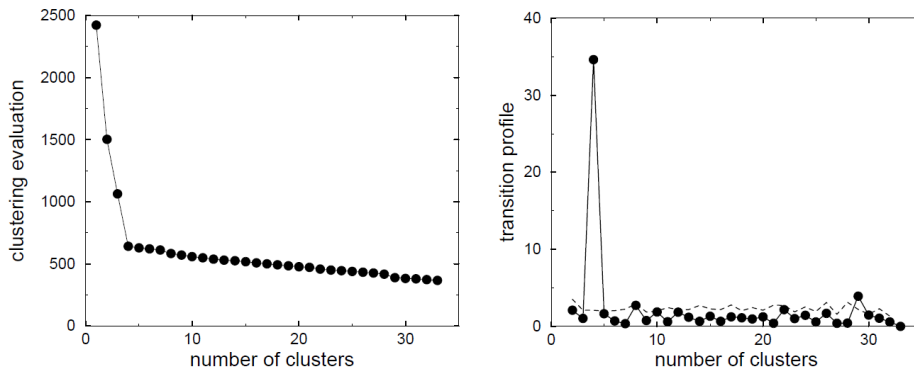 clustering evaluation
2500
2000
1500
1000
500
0
0 10 20 30
number of clusters
transition profile
40
30
20
10
0
0 10 20 30
number of clusters